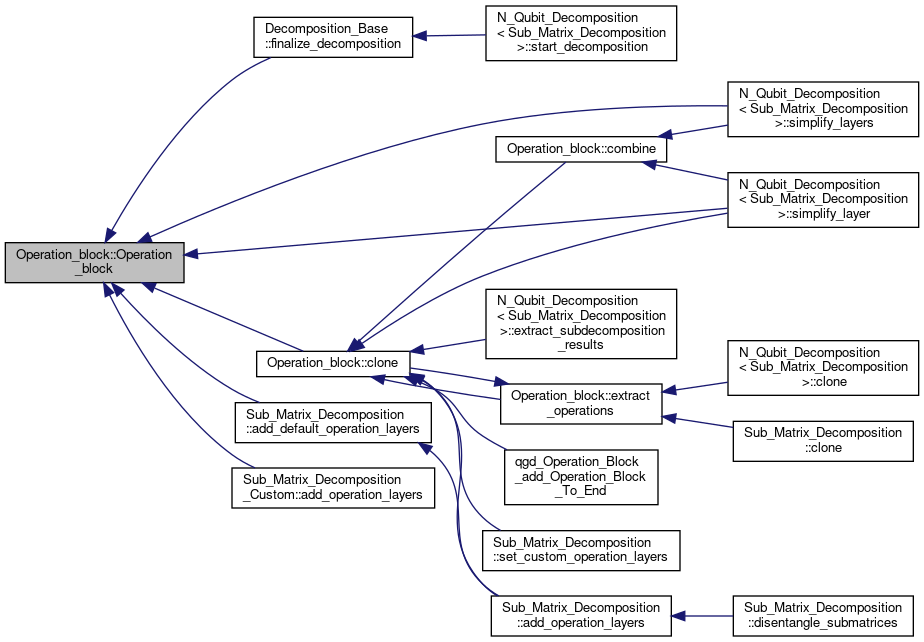 Decomposition_Base
::finalize_decomposition
N_Qubit_Decomposition
< Sub_Matrix_Decomposition
>::start_decomposition
N_Qubit_Decomposition
< Sub_Matrix_Decomposition
>::simplify_layers
Operation_block::combine
N_Qubit_Decomposition
< Sub_Matrix_Decomposition
>::simplify_layer
Operation_block::Operation
_block
N_Qubit_Decomposition
< Sub_Matrix_Decomposition
>::extract_subdecomposition
_results
Operation_block::clone
N_Qubit_Decomposition
< Sub_Matrix_Decomposition
>::clone
Operation_block::extract
_operations
Sub_Matrix_Decomposition
::add_default_operation_layers
Sub_Matrix_Decomposition
::clone
qgd_Operation_Block
_add_Operation_Block
_To_End
Sub_Matrix_Decomposition
_Custom::add_operation_layers
Sub_Matrix_Decomposition
::set_custom_operation_layers
Sub_Matrix_Decomposition
::add_operation_layers
Sub_Matrix_Decomposition
::disentangle_submatrices